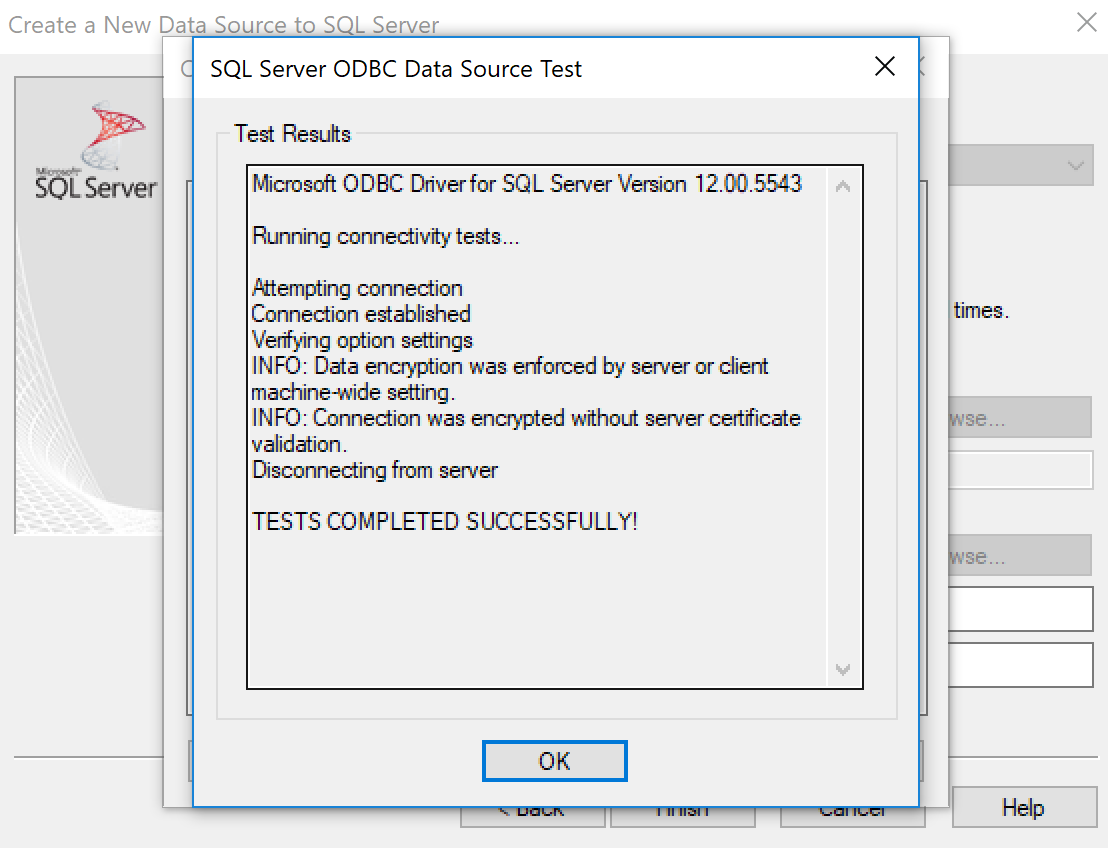 Create a New Data Source to SQL Server
SQL Server ODBC Data Source Test
Microsoft
SQL Server
Test Results
Microsoft ODBC Driver for SQL Server Version 12.00.5543
Running connectivity tests...
Attempting connection
Connection established
Verifying option settings
INFO: Data encryption was enforced by server or client
machine-wide setting.
INFO: Connection was encrypted without server certificate
validation.
Disconnecting from server
TESTS COMPLETED SUCCESSFULLY!
times.
wse...
wse...
OK
< Back
Finish
Cancel
Help